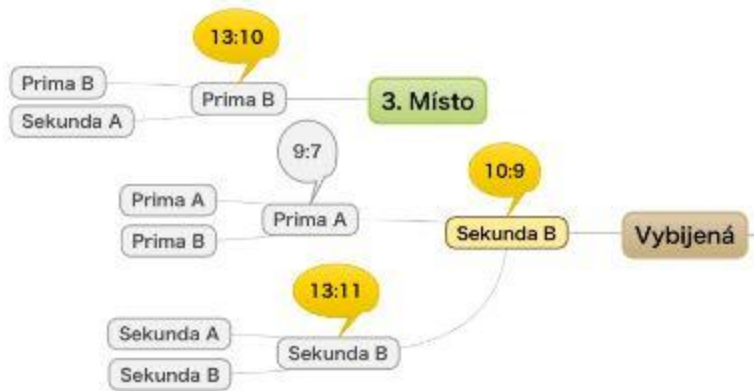 13:10
Prima B
Prima B
3. Místo
Sekunda A
9:7
10:9
Prima A
Prima A
Prima B
Sekunda B
Vybijená
13:11
Sekunda A
Sekunda B
Sekunda B